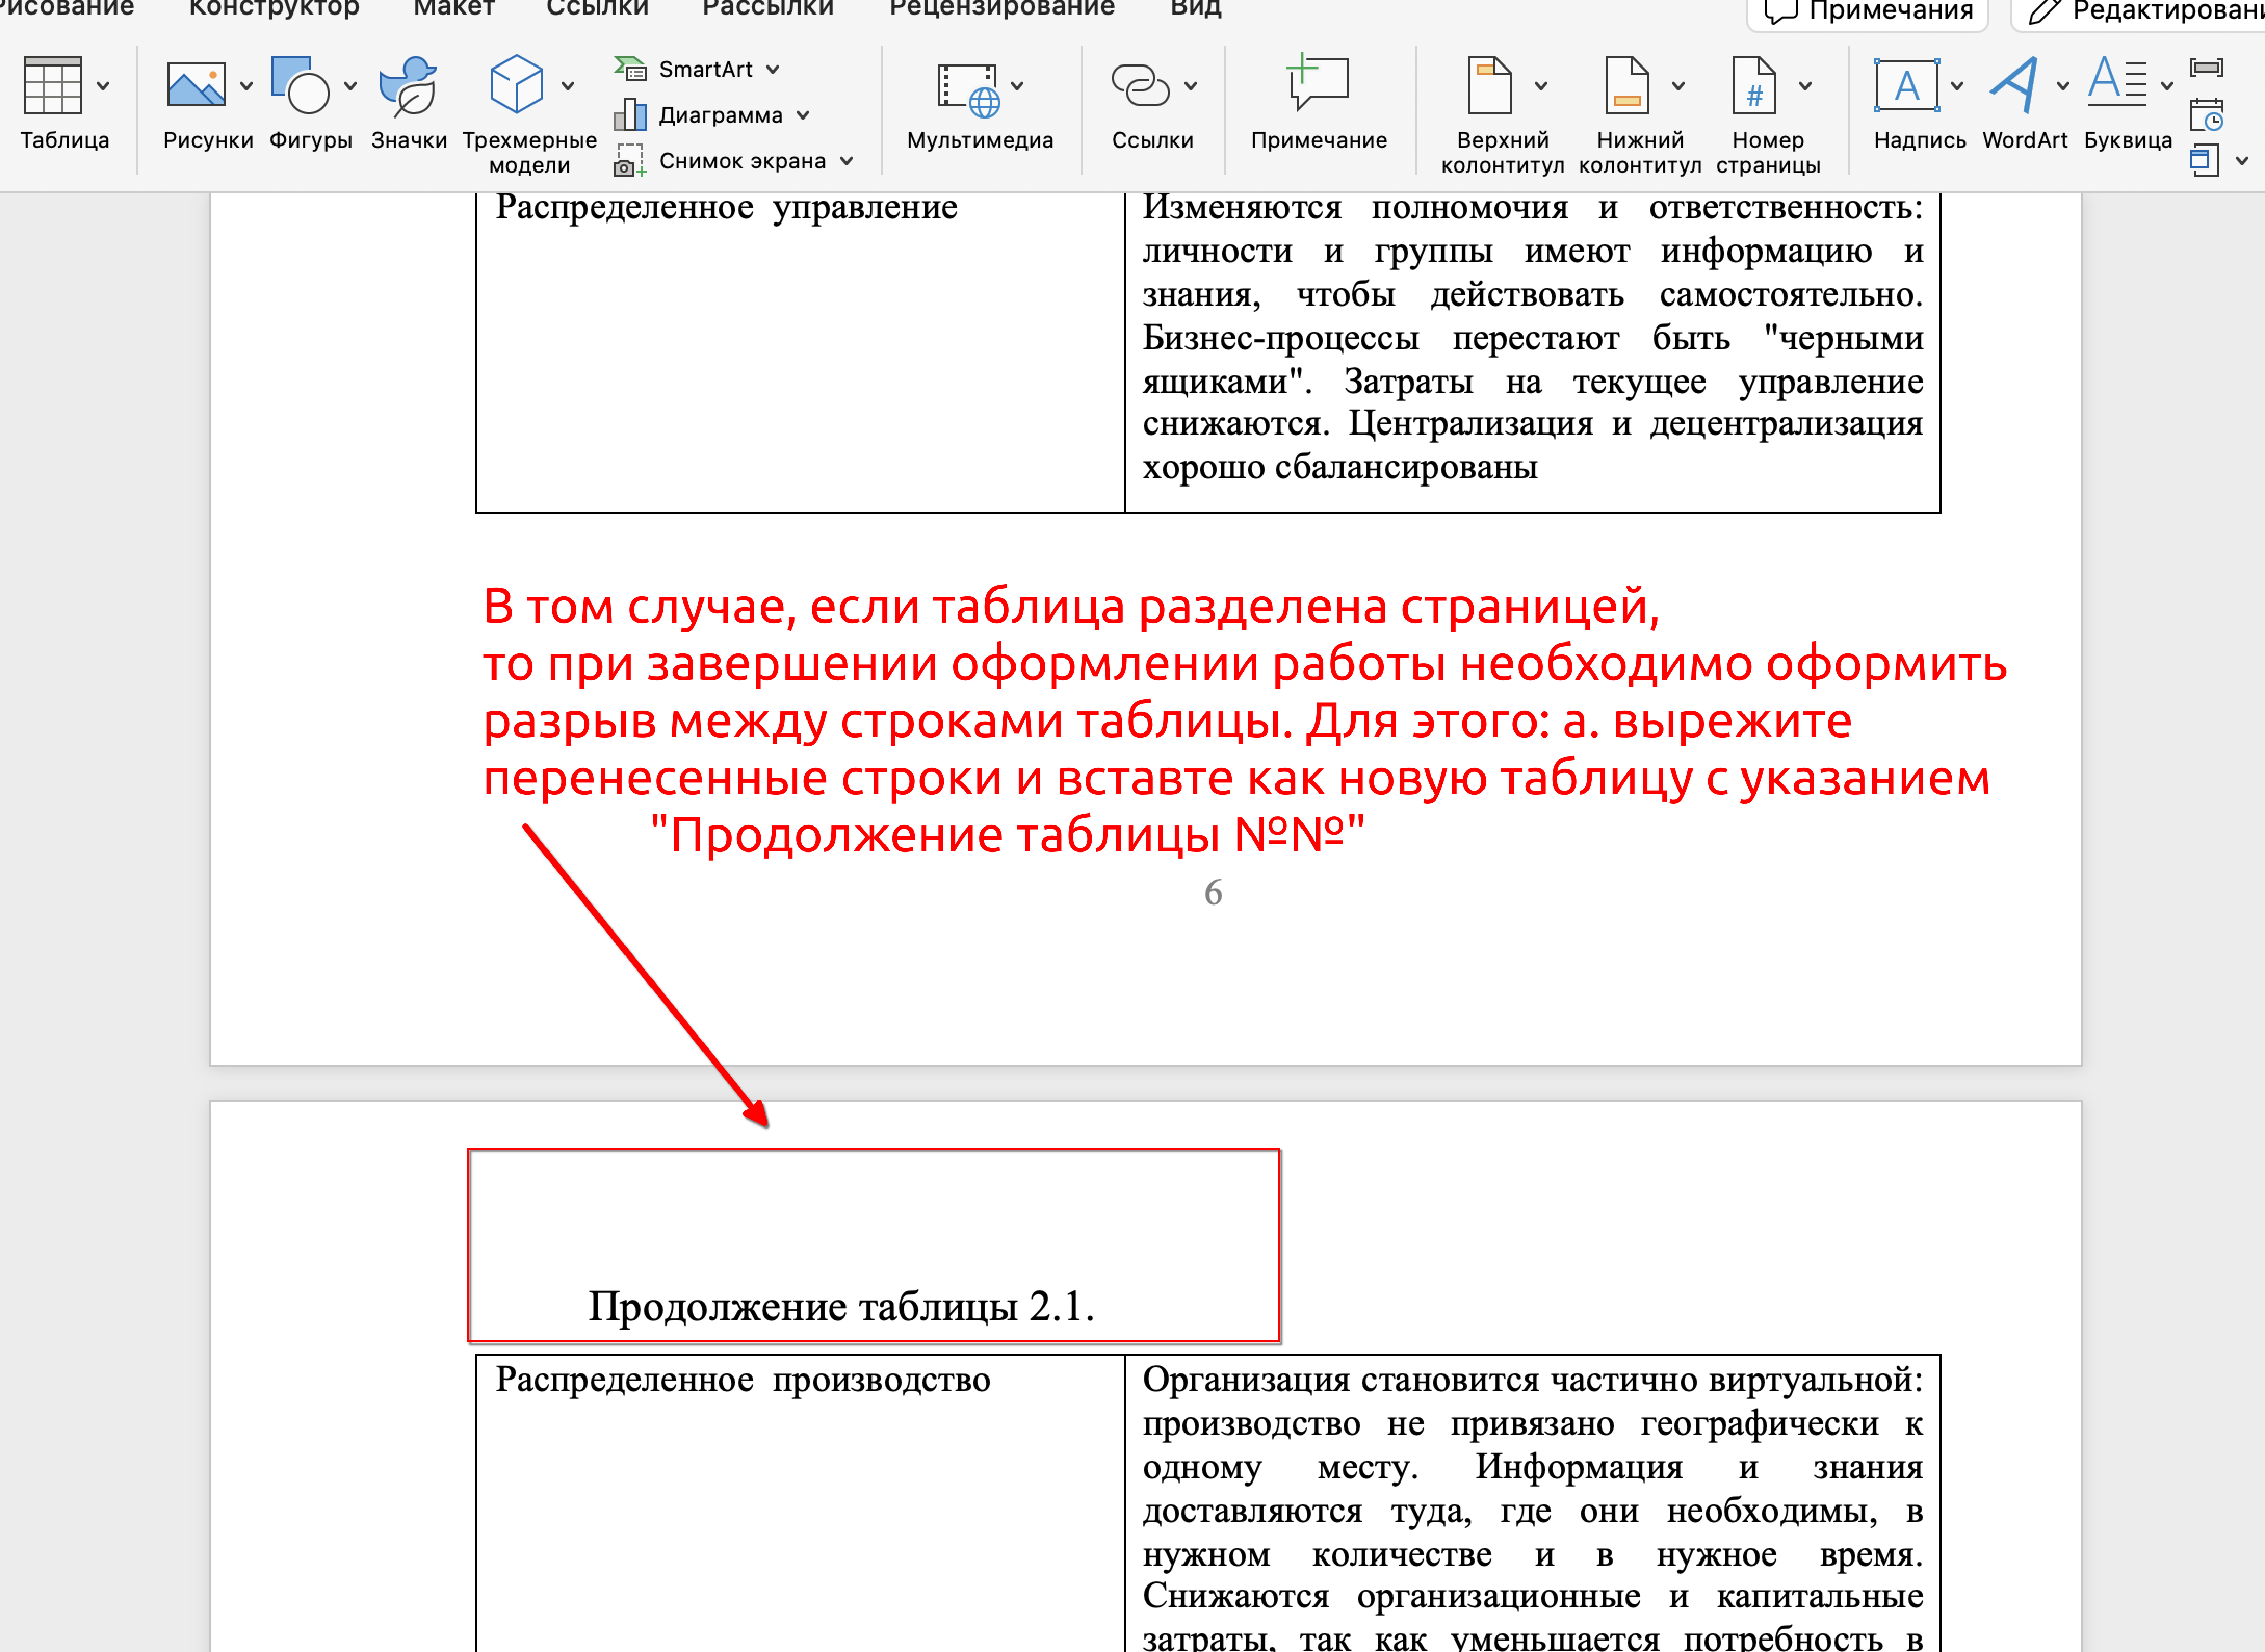 Рисование Конструктор Макет Ссылки Рассылки Рецензирование Вид Примечания
Таблица Рисунки Фигуры Значки Трехмерные модели SmartArt Диаграмма Снимок экрана Мультимедиа Ссылки Примечание Верхний колонтитул Нижний колонтитул Номер страницы Надпись WordArt Буквица
Распределенное управление
Изменяются полномочия и ответственность:
личности и группы имеют информацию и
знания, чтобы действовать самостоятельно.
Бизнес-процессы перестают быть "черными
ящиками". Затраты на текущее управление
снижаются. Централизация и децентрализация
хорошо сбалансированы
В том случае, если таблица разделена страницей,
то при завершении оформлении работы необходимо оформить
разрыв между строками таблицы. Для этого: а. вырежите
перенесенные строки и вставте как новую таблицу с указанием
"Продолжение таблицы №№"
6
Продолжение таблицы 2.1.
Распределенное производство
Организация становится частично виртуальной:
производство не привязано географически к
одному месту. Информация и знания
доставляются туда, где они необходимы, в
нужном количестве и в нужное время.
Снижаются организационные и капитальные
затраты, так как уменьшается потребность в